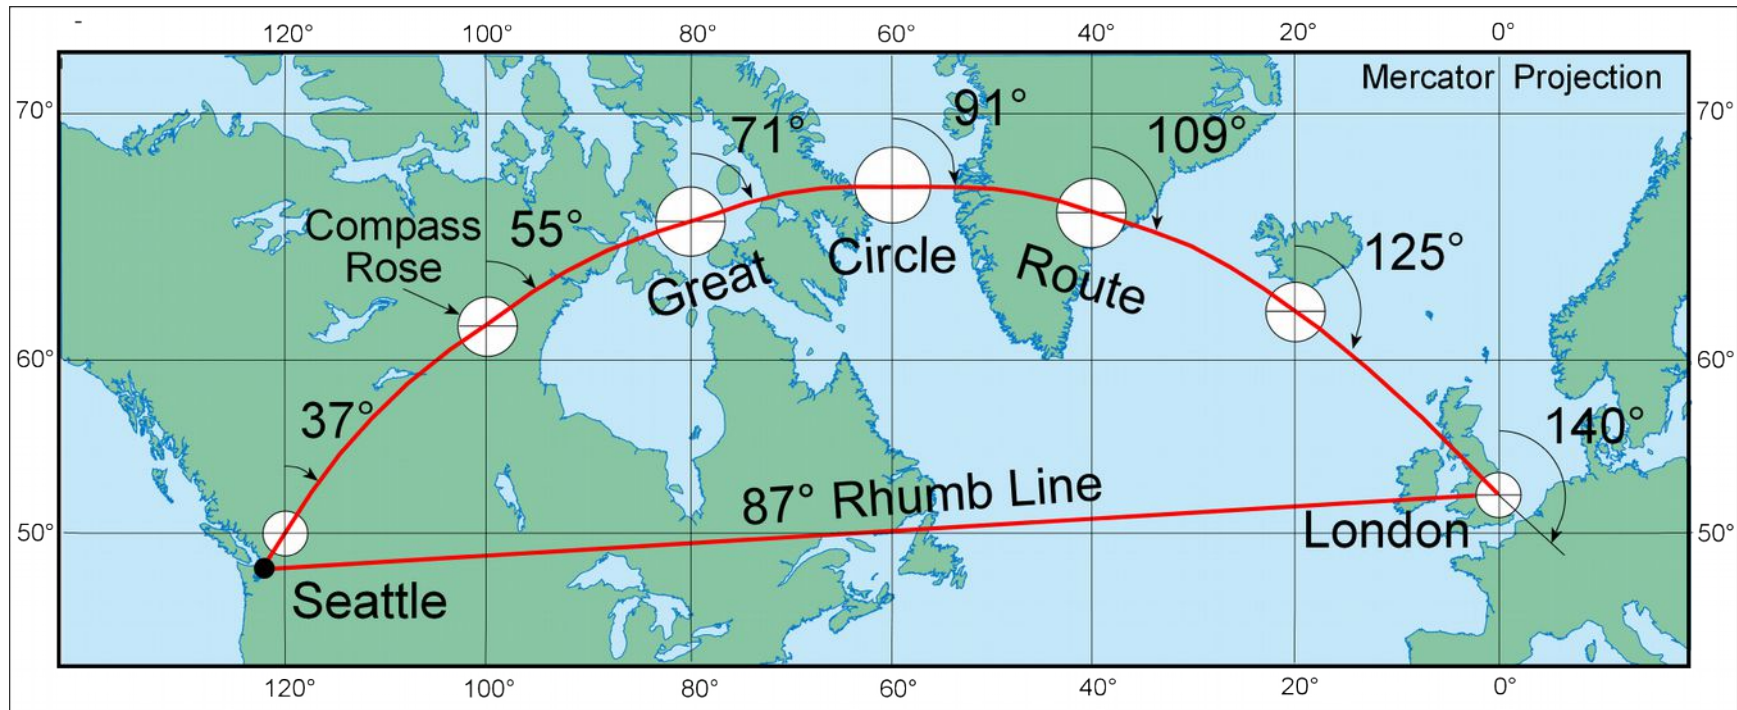 120° 100° 80° 60° 40° 20° 0°
Mercator Projection
70° 70°
91°
71° 109°
Compass
Rose
55°
Great Circle Route
125°
60° 60°
37°
140°
87° Rhumb Line
London
50° 50°
Seattle
120° 100° 80° 60° 40° 20° 0°